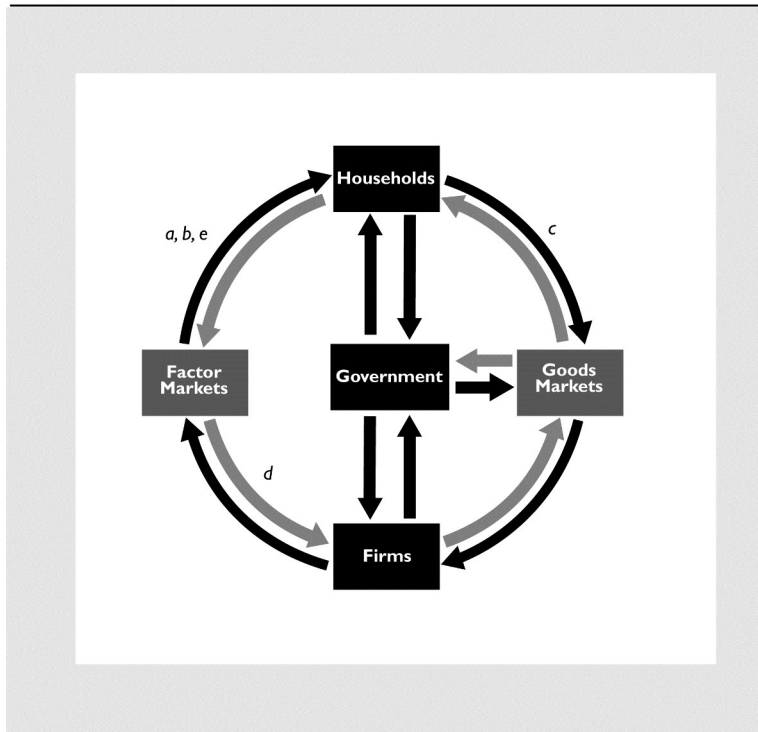 Households
a, b, e
c
Factor
Markets
Government
Goods
Markets
d
Firms